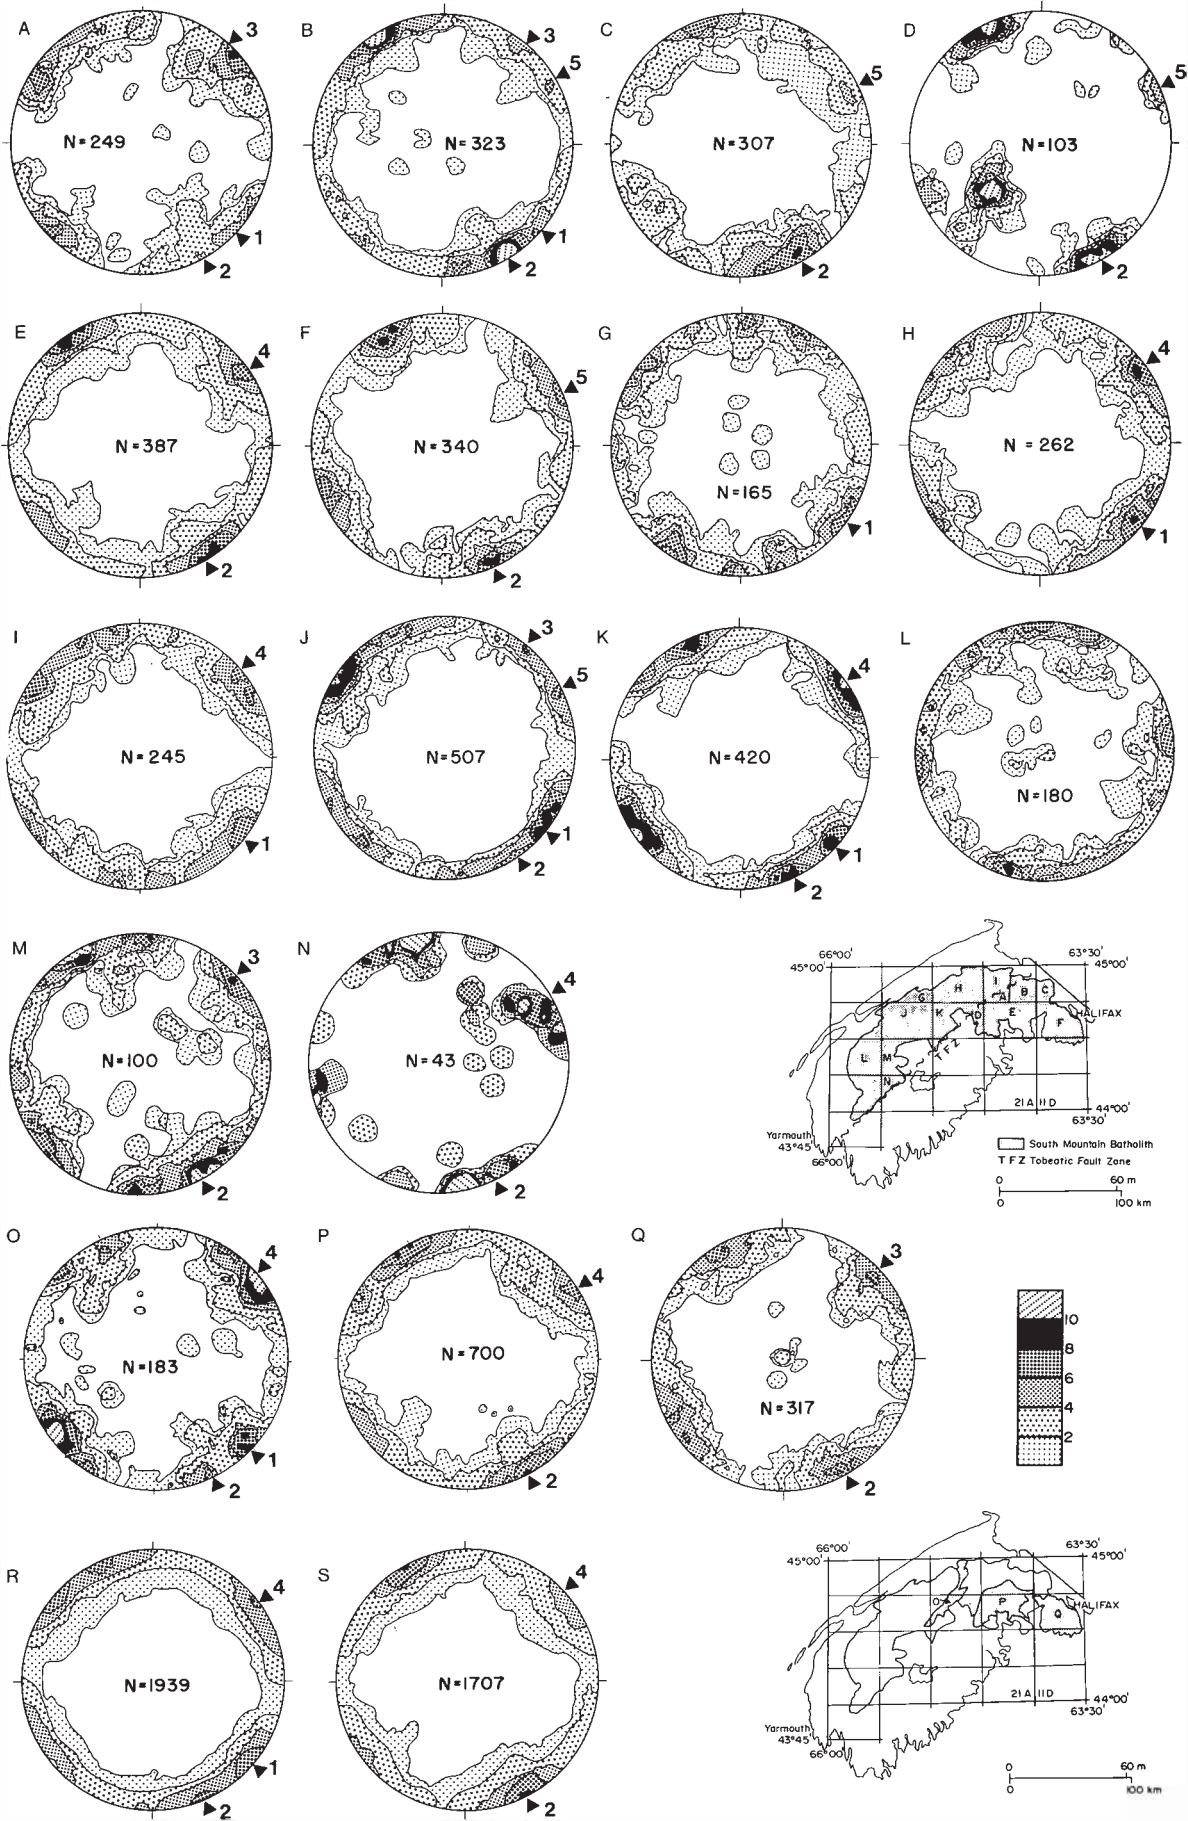 A
3
N=249
1
2
B
3
5
N=323
1
2
C
5
N=307
2
D
5
N=103
2
E
4
N=387
2
F
5
N=340
2
G
N=165
1
H
4
N=262
1
I
4
N=245
1
J
3
5
N=507
1
2
K
4
N=420
1
2
L
N=180
M
3
N=100
2
N
4
N=43
2
66°00'
63°30'
45°00'
45°00'
I
H
A
B
C
G
J
K
D
E
F
HALIFAX
L
M
T F Z
N
21 A 11 D
44°00'
63°30'
Yarmouth
43°45'
66°00'
South Mountain Batholith
T F Z Tobeatic Fault Zone
0 60 m
0 100 km
O
4
N=183
1
2
P
4
N=700
2
Q
3
N=317
2
10
8
6
4
2
R
4
N=1939
1
2
S
4
N=1707
2
66°00'
63°30'
45°00'
45°00'
O
P
Q
HALIFAX
21 A 11 D
44°00'
63°30'
Yarmouth
43°45'
66°00'
0 60 m
0 100 km